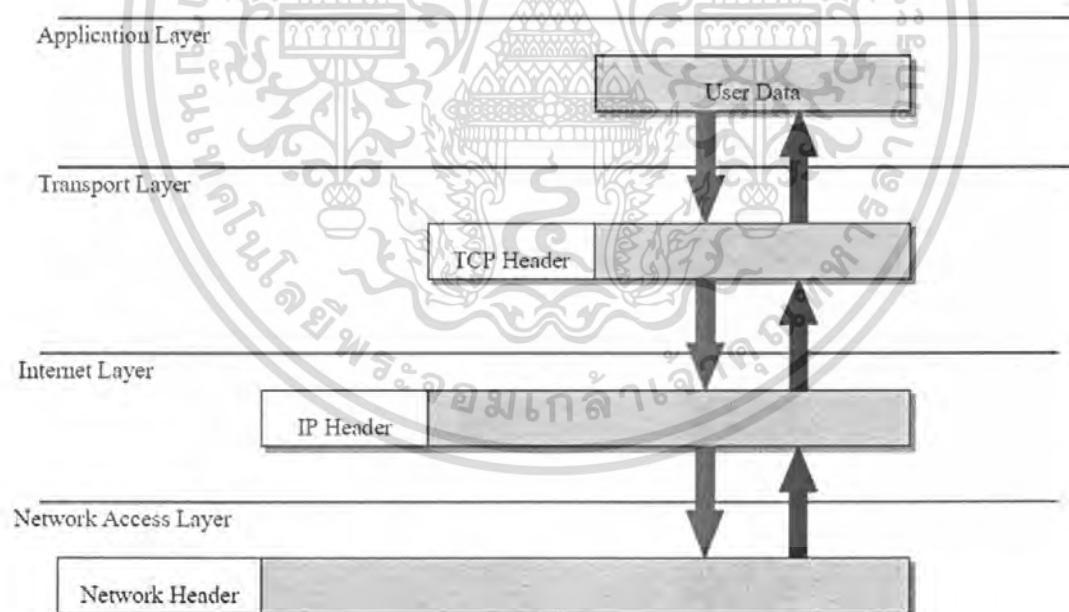 Application Layer
User Data
Transport Layer
TCP Header
Internet Layer
IP Header
Network Access Layer
Network Header